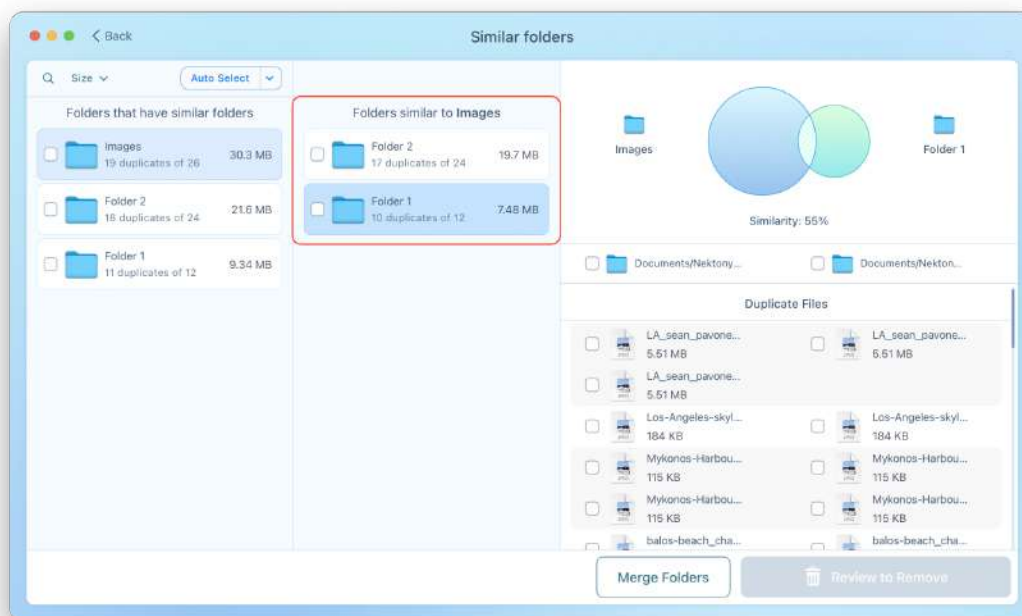 Back
Similar folders
Size
Auto Select
Folders that have similar folders
Images
19 duplicates of 26
30.3 MB
Folder 2
18 duplicates of 24
21.6 MB
Folder 1
11 duplicates of 12
9.34 MB
Folders similar to Images
Folder 2
17 duplicates of 24
19.7 MB
Folder 1
10 duplicates of 12
7.48 MB
Images
Folder 1
Similarity: 55%
Documents/Nektony...
Documents/Nekton...
Duplicate Files
LA_sean_pavone...
5.51 MB
LA_sean_pavone...
5.51 MB
LA_sean_pavone...
5.51 MB
Los-Angeles-skyl...
184 KB
Los-Angeles-skyl...
184 KB
Mykonos-Harbou...
115 KB
Mykonos-Harbou...
115 KB
Mykonos-Harbou...
115 KB
Mykonos-Harbou...
115 KB
balos-beach_cha...
balos-beach_cha...
Merge Folders
Review to Remove